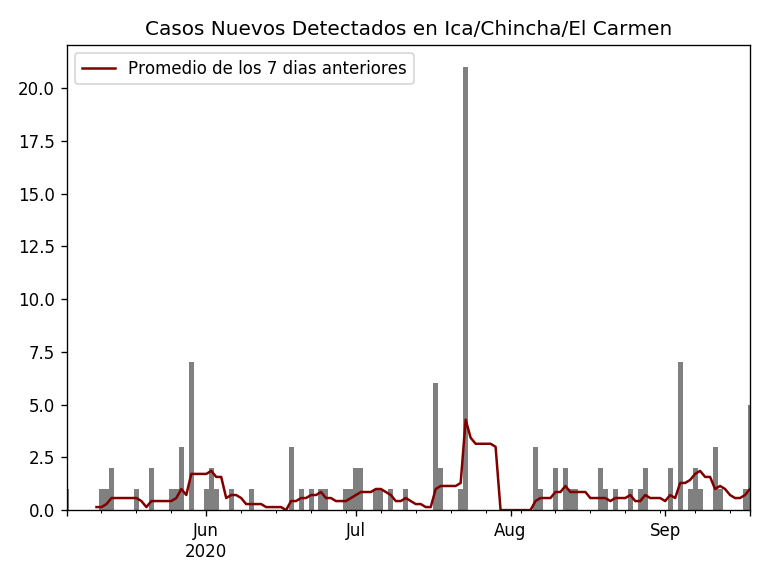 Casos Nuevos Detectados en Ica/Chincha/El Carmen
Promedio de los 7 dias anteriores
20.0
17.5
15.0
12.5
10.0
7.5
5.0
2.5
0.0
Jun
2020
Jul
Aug
Sep